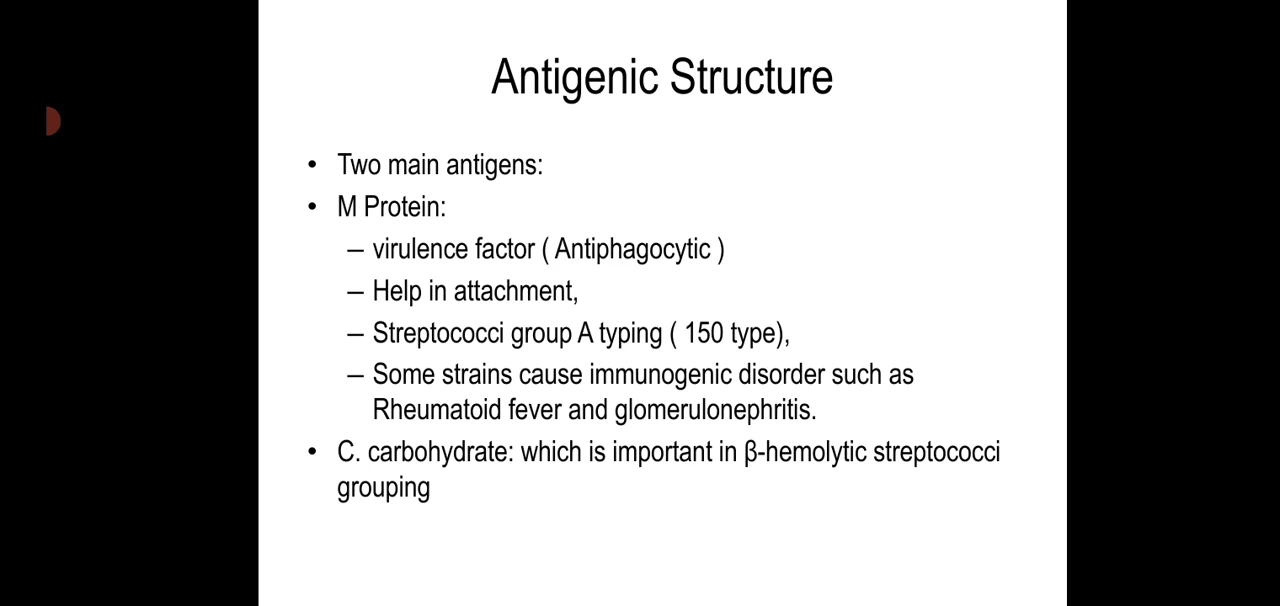 Antigenic Structure
• Two main antigens:
• M Protein:
– virulence factor ( Antiphagocytic )
– Help in attachment,
– Streptococci group A typing ( 150 type),
– Some strains cause immunogenic disorder such as
Rheumatoid fever and glomerulonephritis.
• C. carbohydrate: which is important in β-hemolytic streptococci
grouping